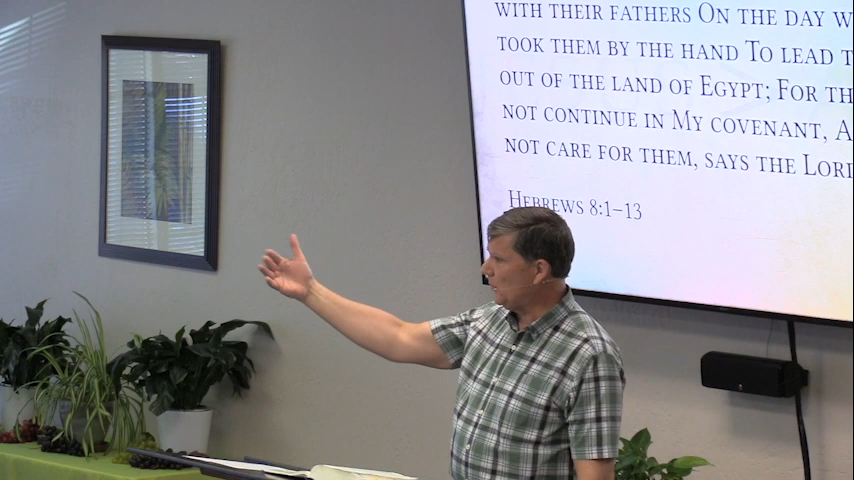 WITH THEIR FATHERS ON THE DAY W
TOOK THEM BY THE HAND TO LEAD T
OUT OF THE LAND OF EGYPT; FOR TH
NOT CONTINUE IN MY COVENANT, A
NOT CARE FOR THEM, SAYS THE LORD
HEBREWS 8:1–13